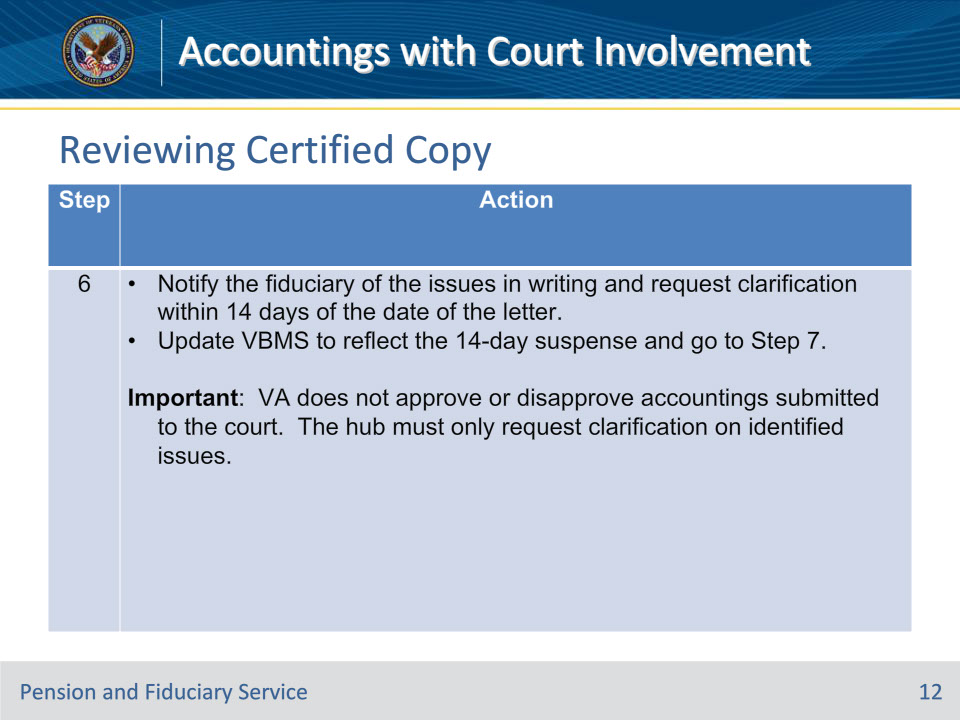 Accountings with Court Involvement
Reviewing Certified Copy
Step Action
6 • Notify the fiduciary of the issues in writing and request clarification
within 14 days of the date of the letter.
• Update VBMS to reflect the 14-day suspense and go to Step 7.
Important: VA does not approve or disapprove accountings submitted
to the court. The hub must only request clarification on identified
issues.
Pension and Fiduciary Service 12